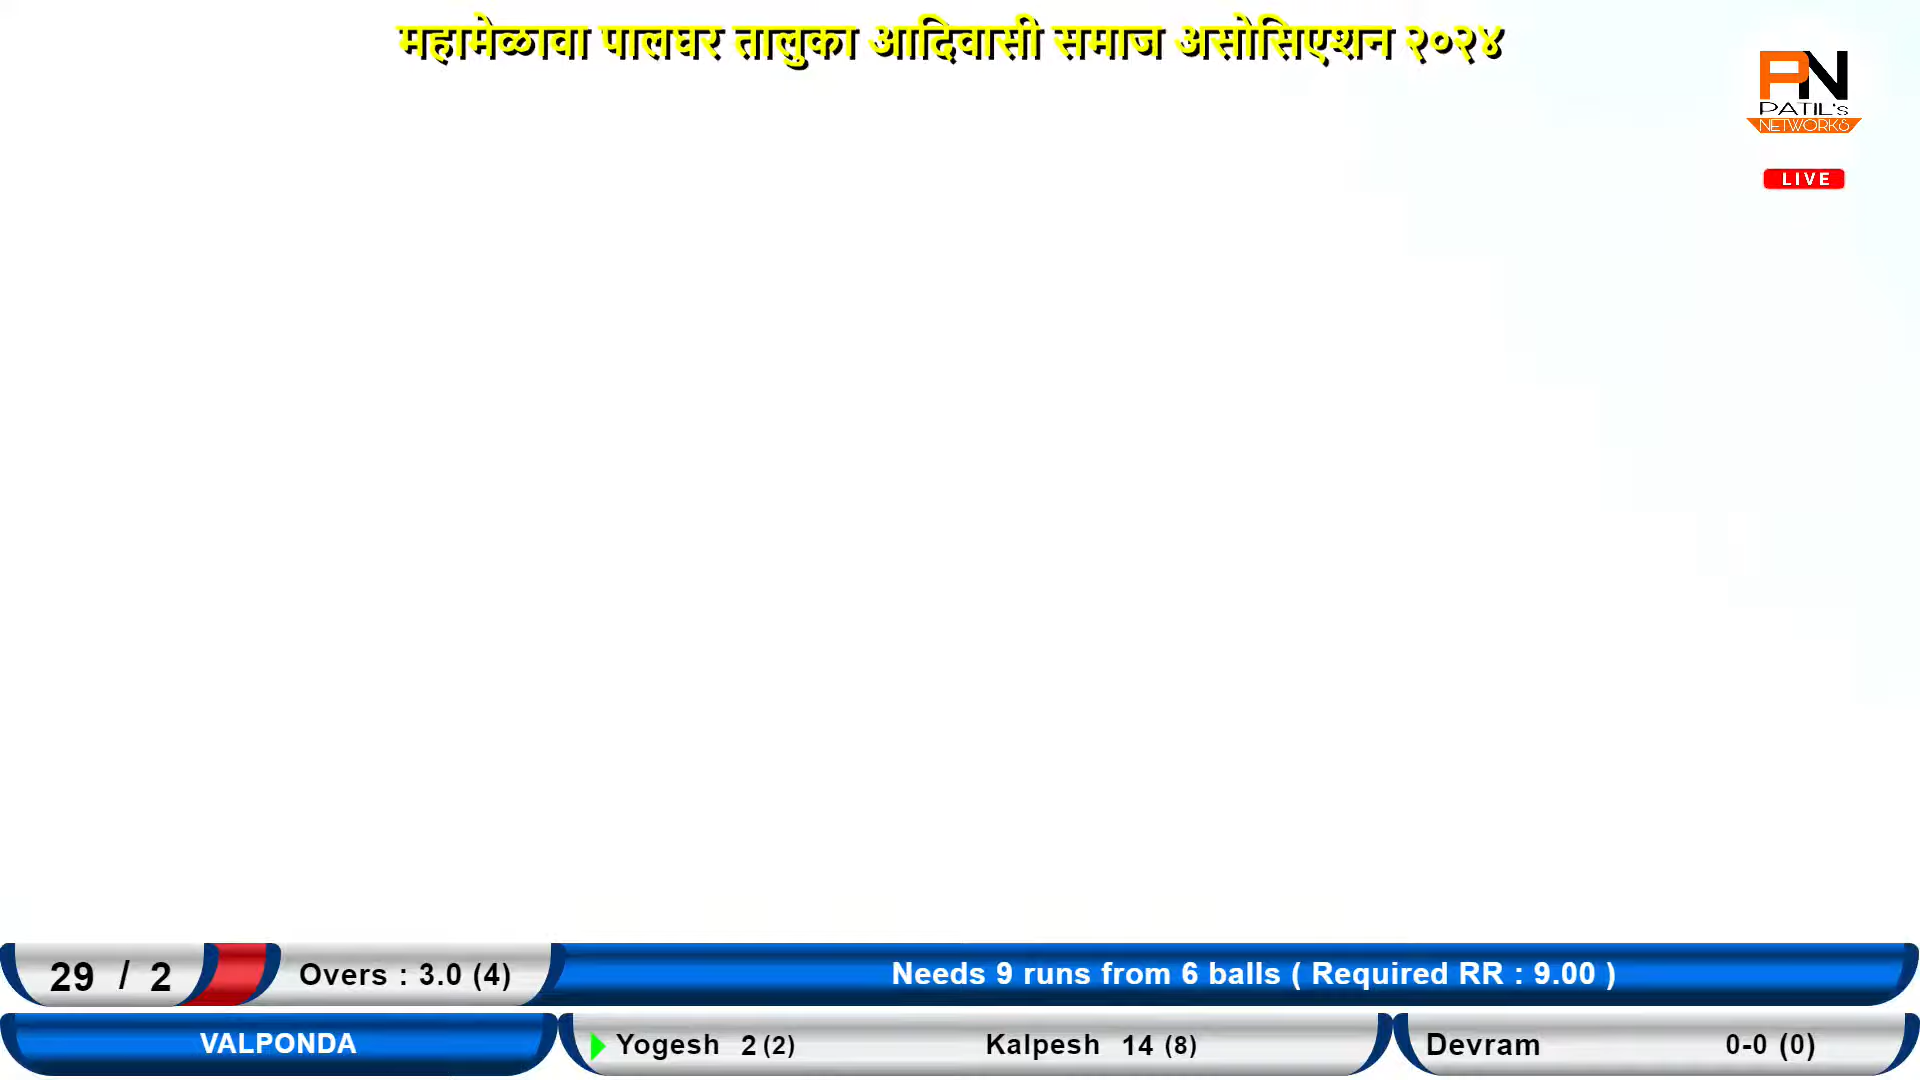 महामेळावा पालघर तालुका आदिवासी समाज असोसिएशन २०२४
PN
PATIL's
NETWORKS
LIVE
29 / 2
Overs : 3.0 (4)
Needs 9 runs from 6 balls ( Required RR : 9.00 )
VALPONDA
Yogesh 2 (2)
Kalpesh 14 (8)
Devram 0-0 (0)